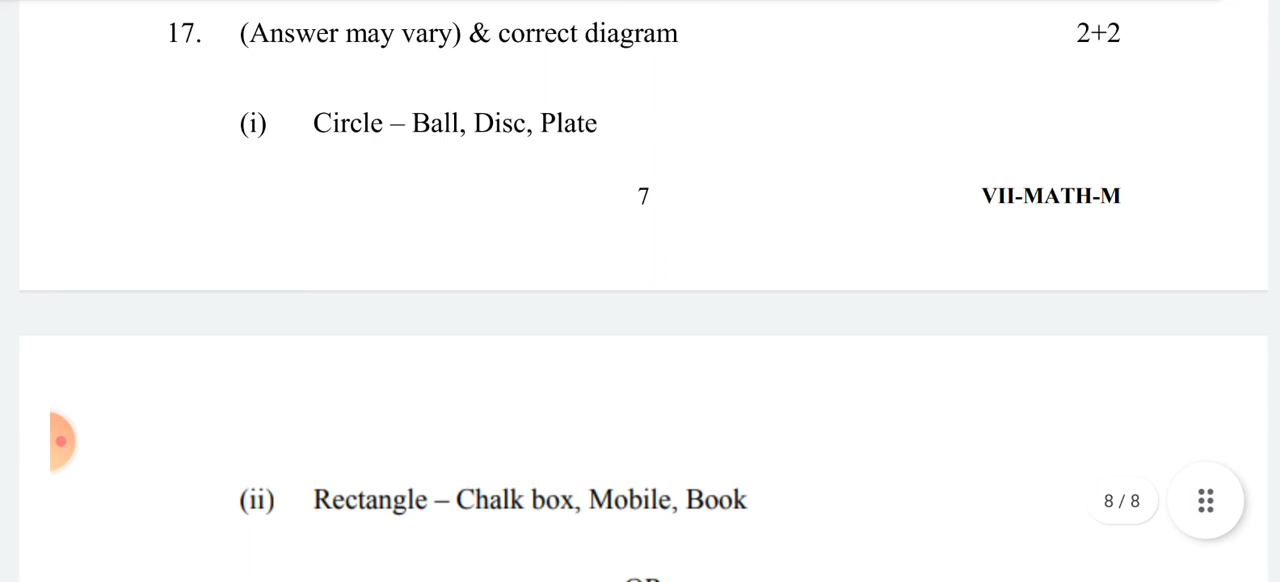 17. (Answer may vary) & correct diagram 2+2
(i) Circle – Ball, Disc, Plate
7 VII-MATH-M
(ii) Rectangle – Chalk box, Mobile, Book
8 / 8